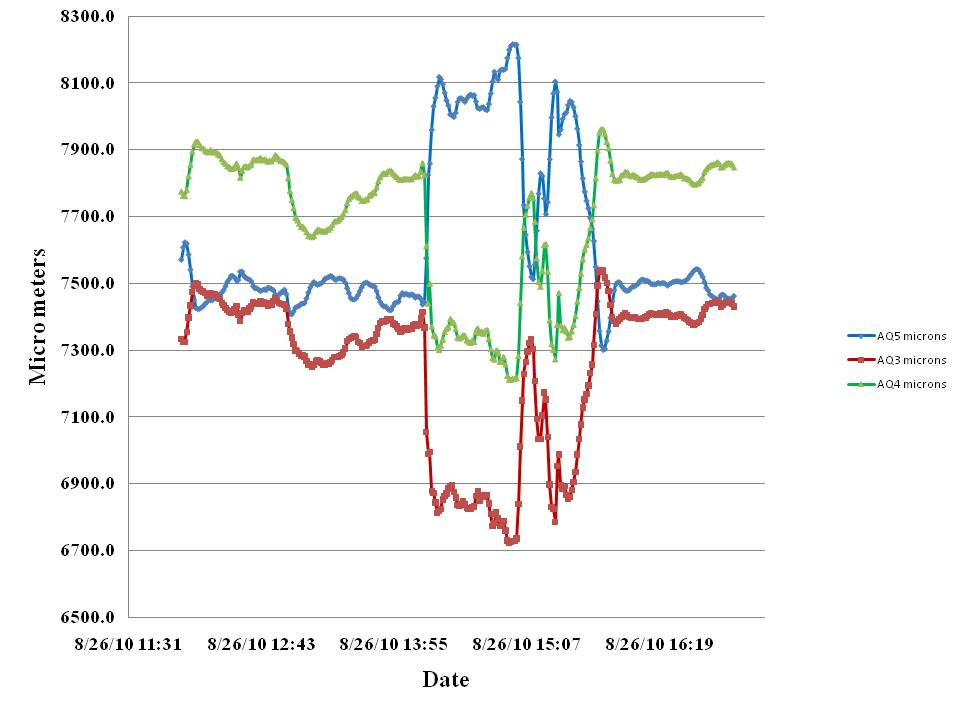 8300.0
8100.0
7900.0
7700.0
7500.0
7300.0
7100.0
6900.0
6700.0
6500.0
Micro meters
8/26/10 11:31 8/26/10 12:43 8/26/10 13:55 8/26/10 15:07 8/26/10 16:19
Date
AQ5 microns
AQ3 microns
AQ4 microns